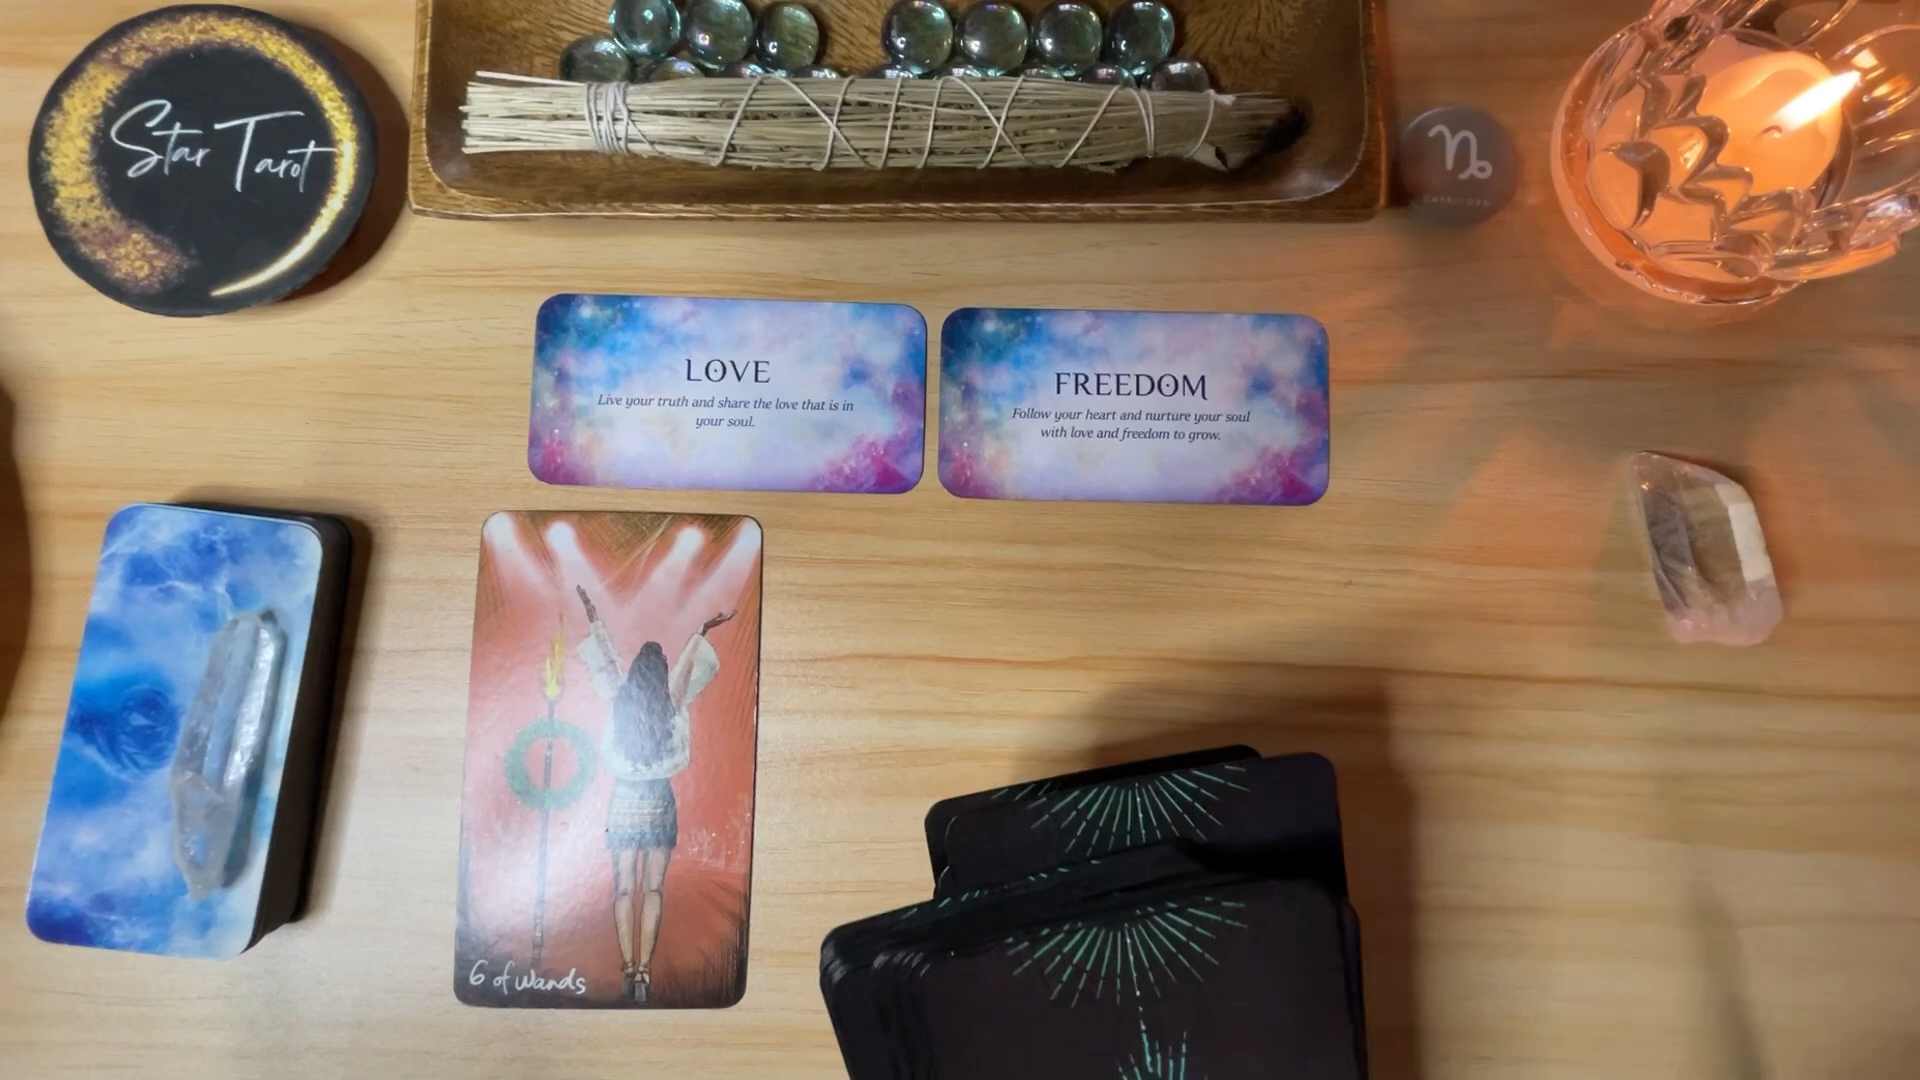 Star Tarot
CAPRICORN
LOVE
Live your truth and share the love that is in
your soul.
FREEDOM
Follow your heart and nurture your soul
with love and freedom to grow.
6 of wands